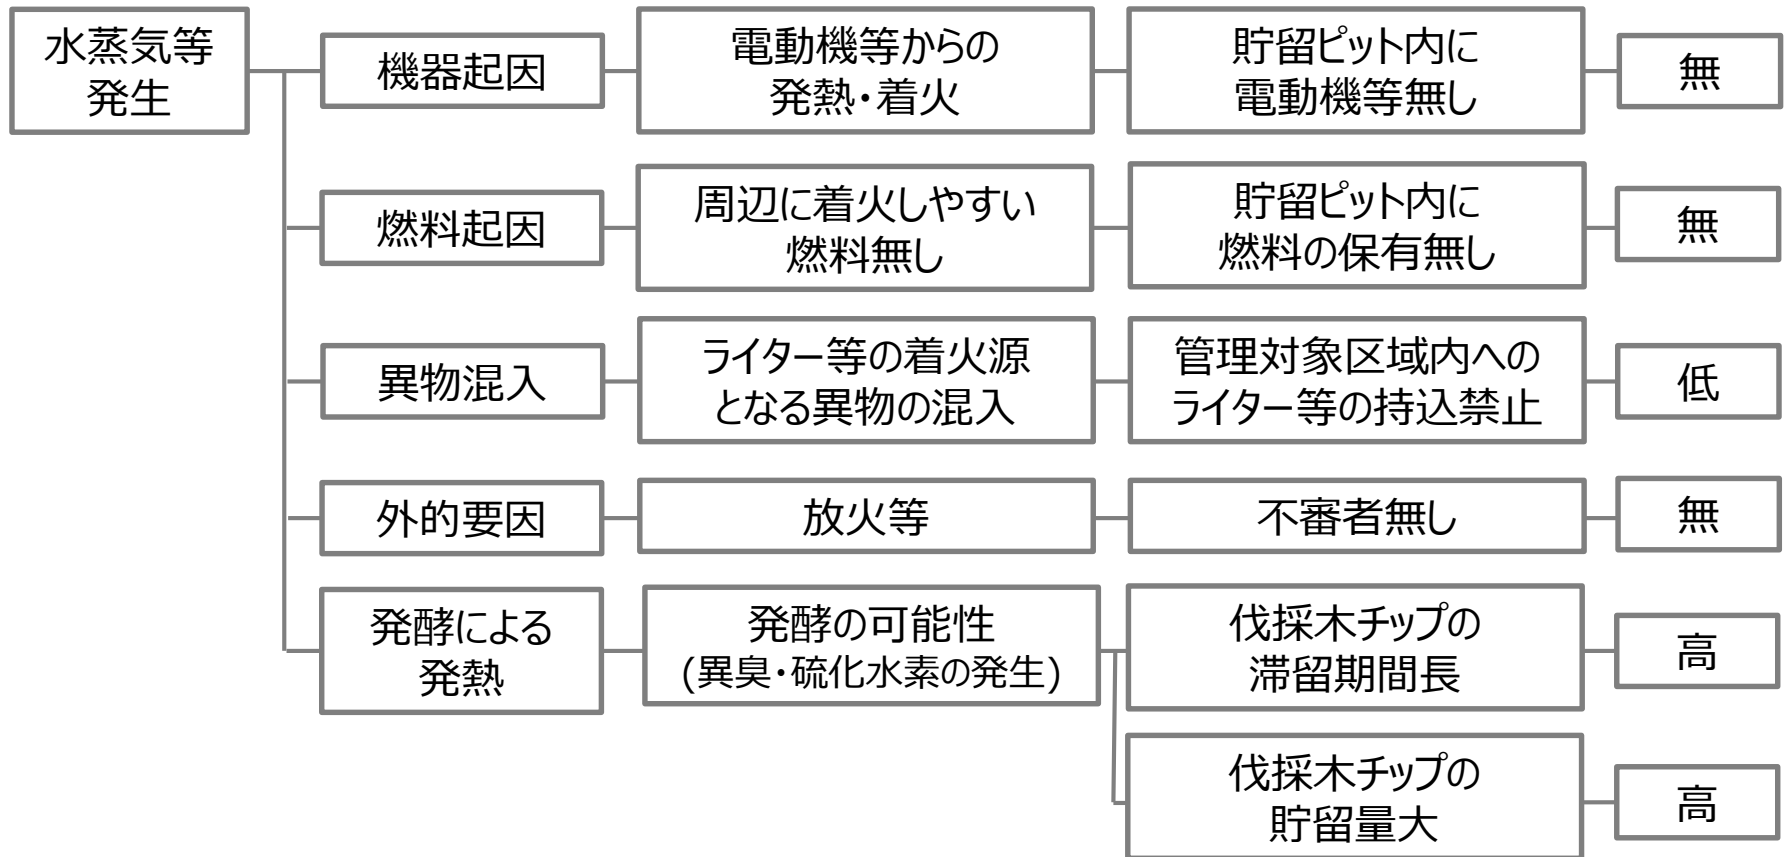 水蒸気等
発生
機器起因
電動機等からの
発熱・着火
貯留ピット内に
電動機等無し
無
燃料起因
周辺に着火しやすい
燃料無し
貯留ピット内に
燃料の保有無し
無
異物混入
ライター等の着火源
となる異物の混入
管理対象区域内への
ライター等の持込禁止
低
外的要因
放火等
不審者無し
無
発酵による
発熱
発酵の可能性
(異臭・硫化水素の発生)
伐採木チップの
滞留期間長
高
伐採木チップの
貯留量大
高